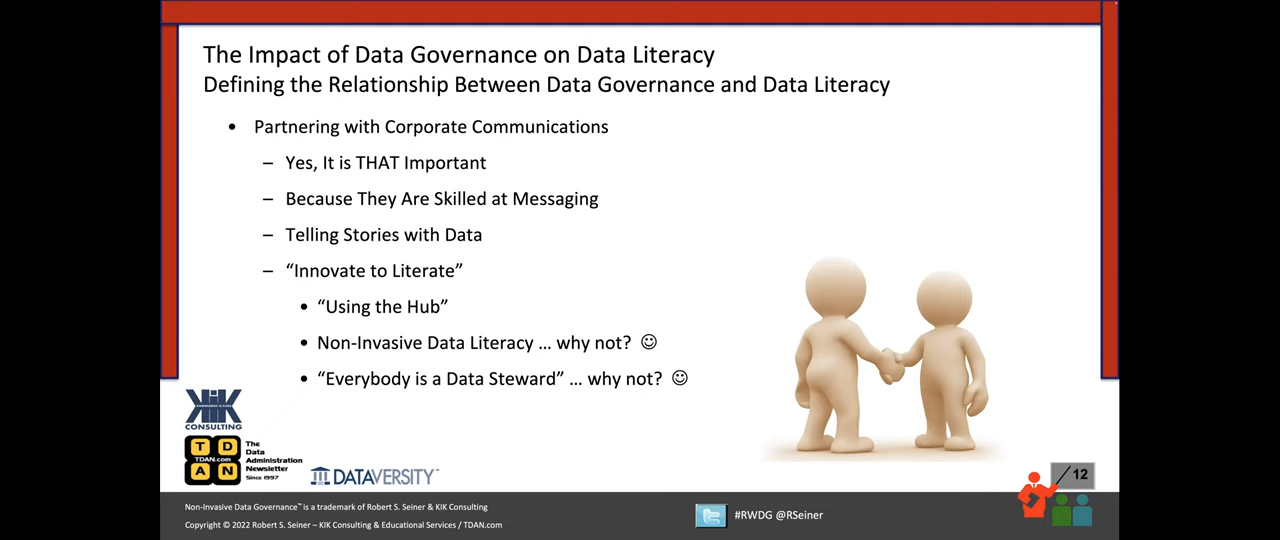 The Impact of Data Governance on Data Literacy
Defining the Relationship Between Data Governance and Data Literacy
• Partnering with Corporate Communications
– Yes, It is THAT Important
– Because They Are Skilled at Messaging
– Telling Stories with Data
– “Innovate to Literate”
• “Using the Hub”
• Non-Invasive Data Literacy … why not? ☺
• “Everybody is a Data Steward” … why not? ☺
KIK
CONSULTING
T D
TDAN.com
A N
The
Data
Administration
Newsletter
Since 1997
DATAVERSITY™
12
Non-Invasive Data Governance™ is a trademark of Robert S. Seiner & KIK Consulting
Copyright © 2022 Robert S. Seiner – KIK Consulting & Educational Services / TDAN.com
#RWDG @RSeiner